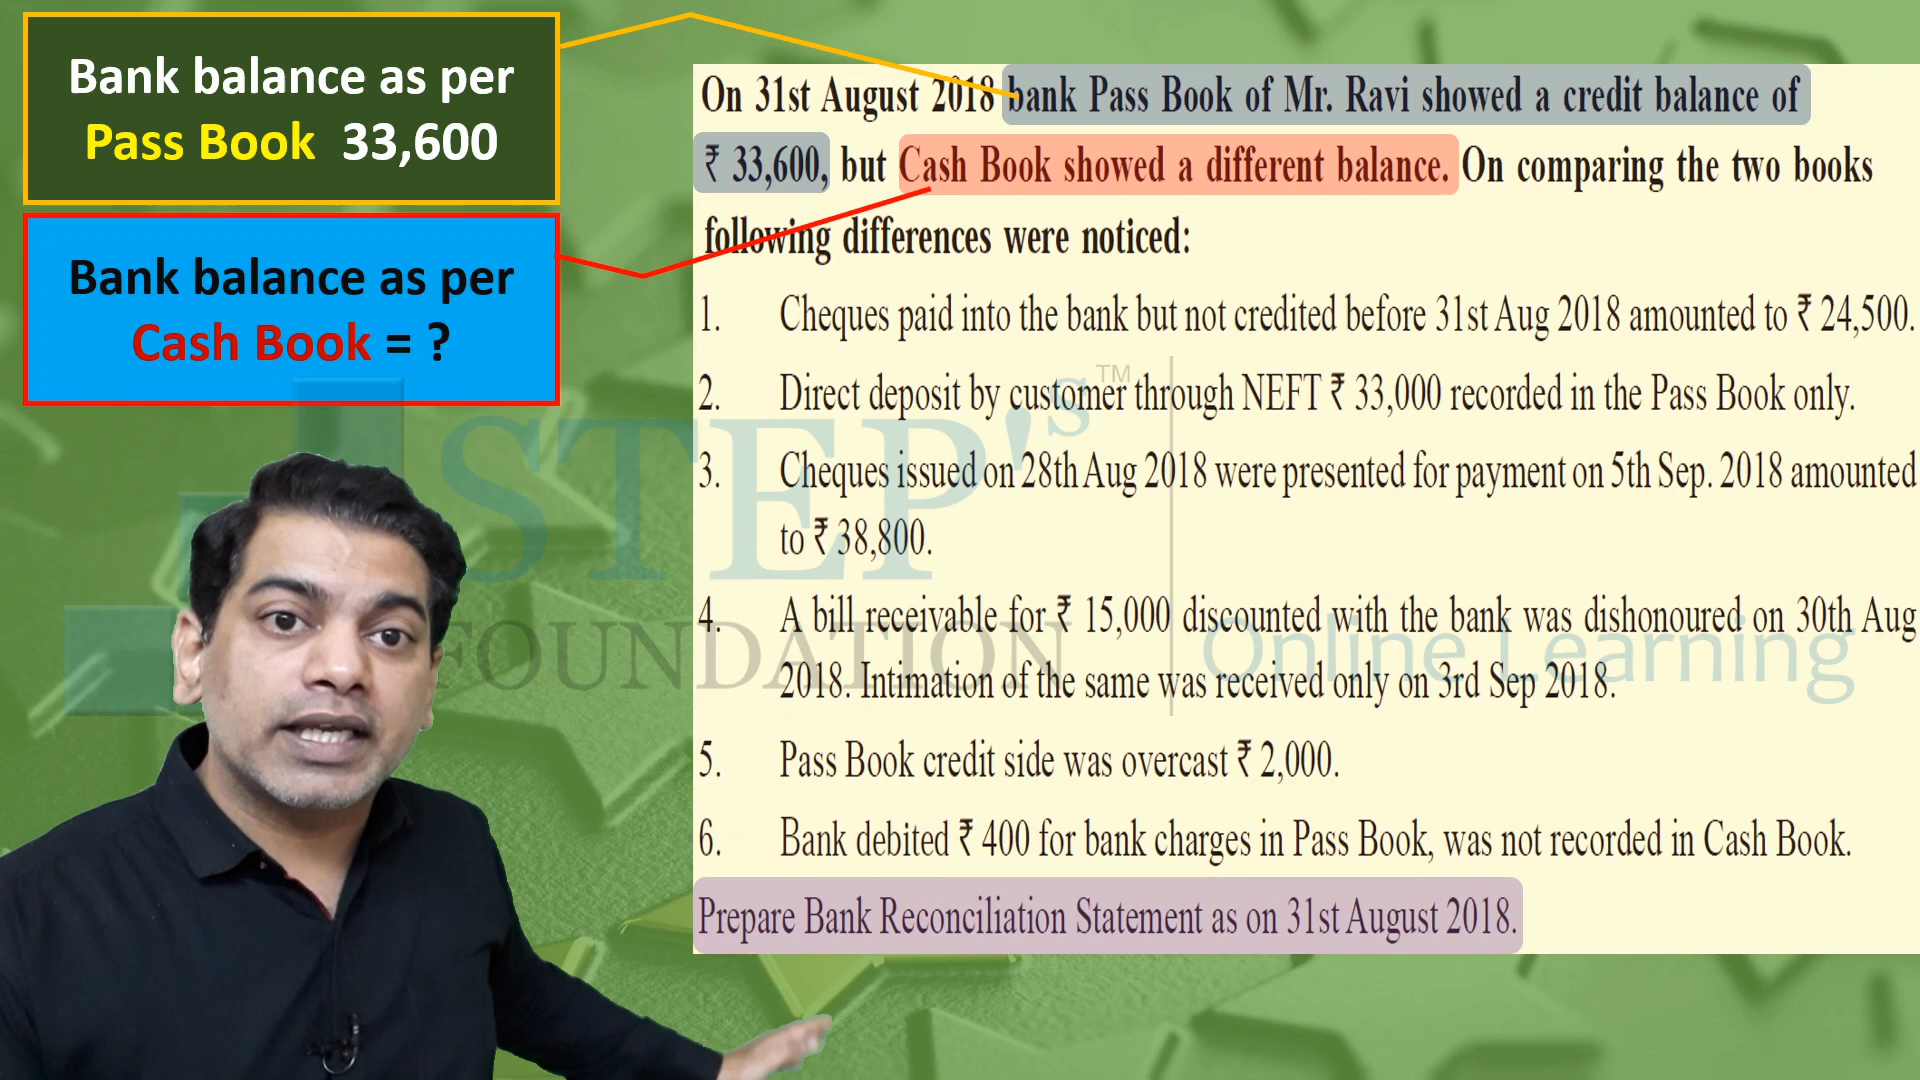 Bank balance as per
Pass Book 33,600
Bank balance as per
Cash Book = ?
On 31st August 2018 bank Pass Book of Mr. Ravi showed a credit balance of
₹ 33,600, but Cash Book showed a different balance. On comparing the two books
following differences were noticed:
1. Cheques paid into the bank but not credited before 31st Aug 2018 amounted to ₹ 24,500.
2. Direct deposit by customer through NEFT ₹ 33,000 recorded in the Pass Book only.
3. Cheques issued on 28th Aug 2018 were presented for payment on 5th Sep. 2018 amounted
to ₹ 38,800.
4. A bill receivable for ₹ 15,000 discounted with the bank was dishonoured on 30th Aug
2018. Intimation of the same was received only on 3rd Sep 2018.
5. Pass Book credit side was overcast ₹ 2,000.
6. Bank debited ₹ 400 for bank charges in Pass Book, was not recorded in Cash Book.
Prepare Bank Reconciliation Statement as on 31st August 2018.
STEP's™
FOUNDATION
Online Learning